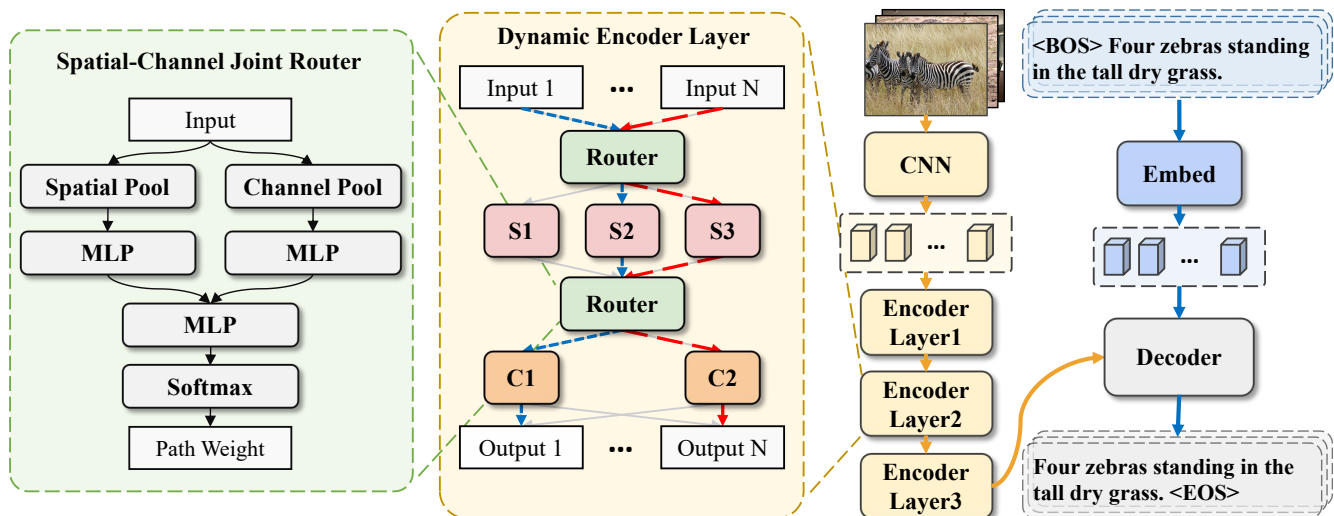 Spatial-Channel Joint Router
Input
Spatial Pool
Channel Pool
MLP
MLP
MLP
Softmax
Path Weight
Dynamic Encoder Layer
Input 1
...
Input N
Router
S1
S2
S3
Router
C1
C2
Output 1
...
Output N
CNN
...
Encoder
Layer1
Encoder
Layer2
Encoder
Layer3
<BOS> Four zebras standing
in the tall dry grass.
Embed
...
Decoder
Four zebras standing in the
tall dry grass. <EOS>